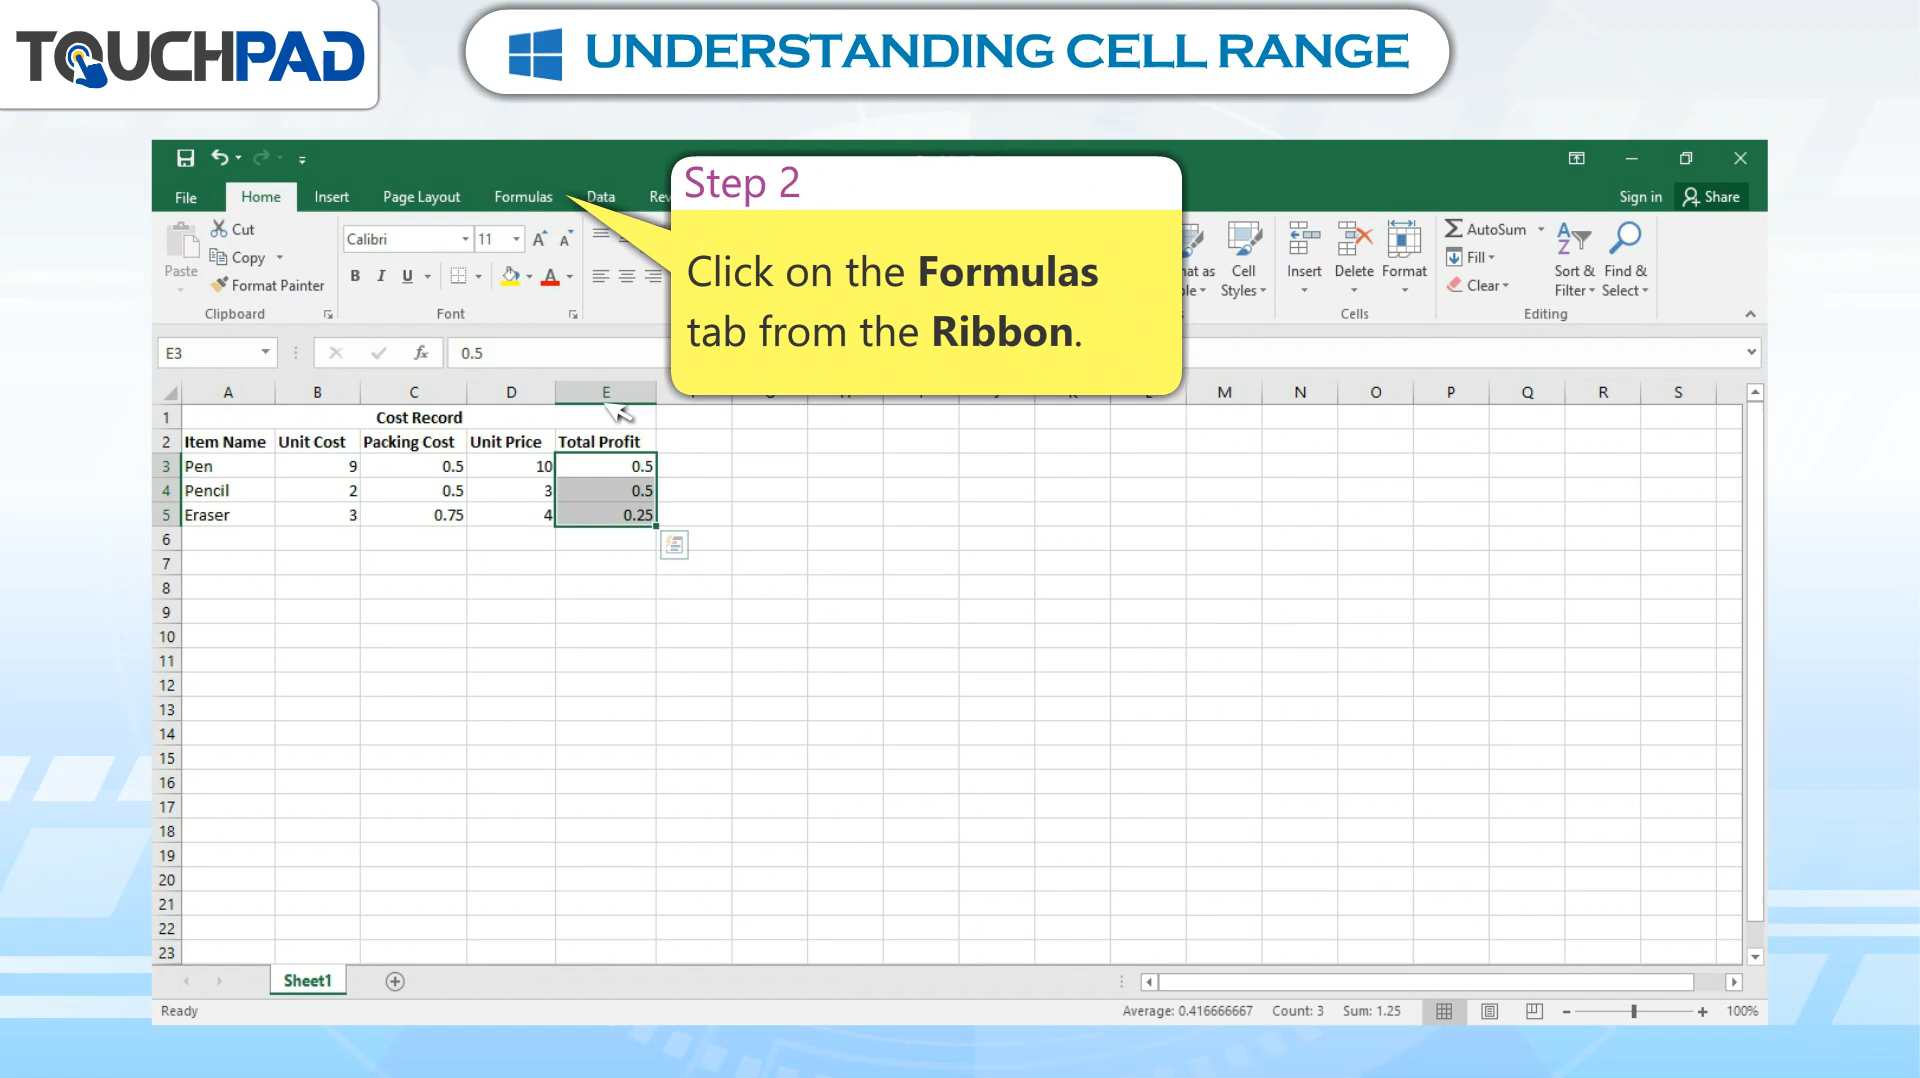 TOUCHPAD
UNDERSTANDING CELL RANGE
Step 2
Click on the Formulas
tab from the Ribbon.
File Home Insert Page Layout Formulas Data Rev Sign in Share
Paste
Cut
Copy
Format Painter
Clipboard
Calibri 11
B I U A
Font
Cell
Styles
Insert Delete Format
Cells
AutoSum
Fill
Clear
Sort & Filter
Find & Select
Editing
E3 fx 0.5
A B C D E M N O P Q R S
1 Cost Record
2 Item Name Unit Cost Packing Cost Unit Price Total Profit
3 Pen 9 0.5 10 0.5
4 Pencil 2 0.5 3 0.5
5 Eraser 3 0.75 4 0.25
6
7
8
9
10
11
12
13
14
15
16
17
18
19
20
21
22
23
Sheet1
Ready Average: 0.416666667 Count: 3 Sum: 1.25 100%